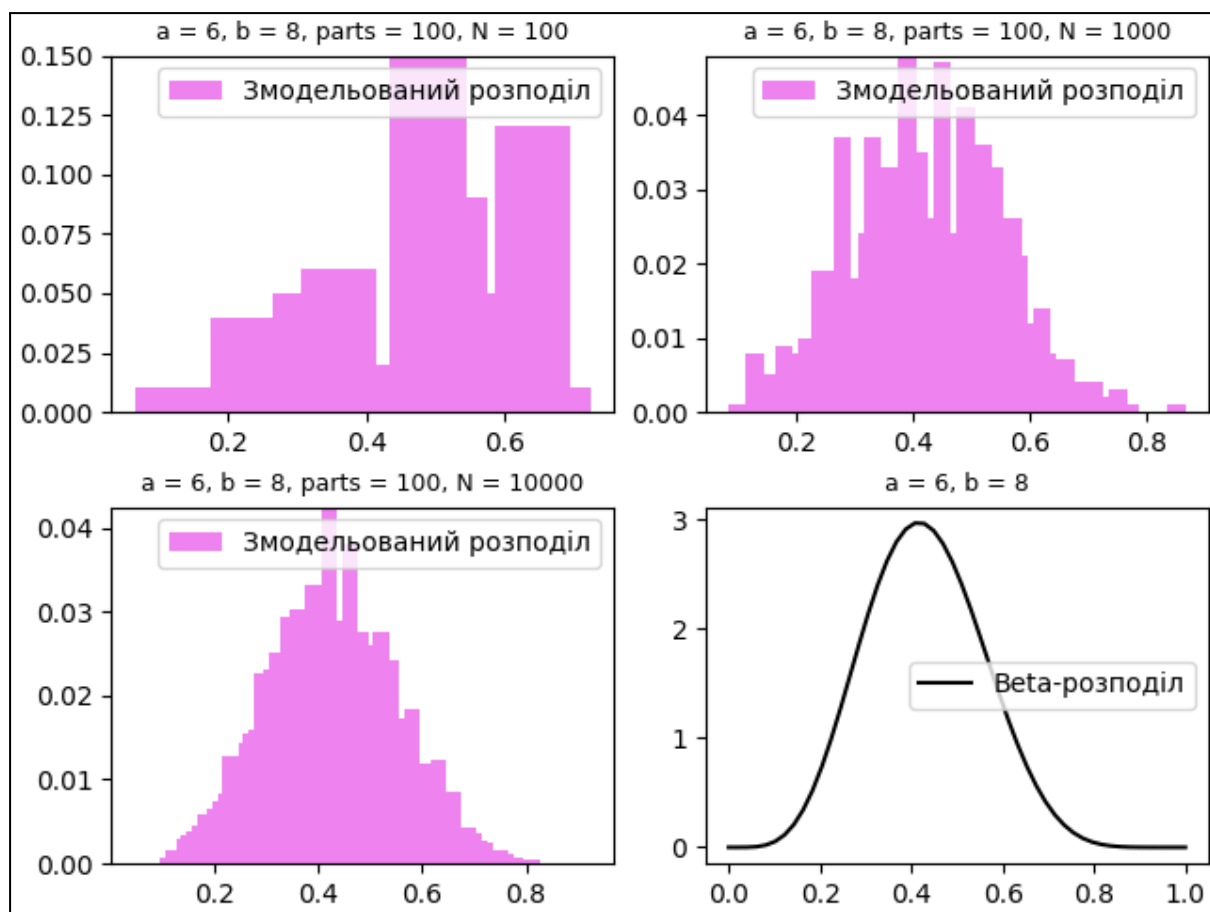 a = 6, b = 8, parts = 100, N = 100
0.150
0.125
0.100
0.075
0.050
0.025
0.000
Змодельований розподіл
0.2 0.4 0.6
a = 6, b = 8, parts = 100, N = 1000
0.04
0.03
0.02
0.01
0.00
Змодельований розподіл
0.2 0.4 0.6 0.8
a = 6, b = 8, parts = 100, N = 10000
0.04
0.03
0.02
0.01
0.00
Змодельований розподіл
0.2 0.4 0.6 0.8
a = 6, b = 8
3
2
1
0
Beta-розподіл
0.0 0.2 0.4 0.6 0.8 1.0